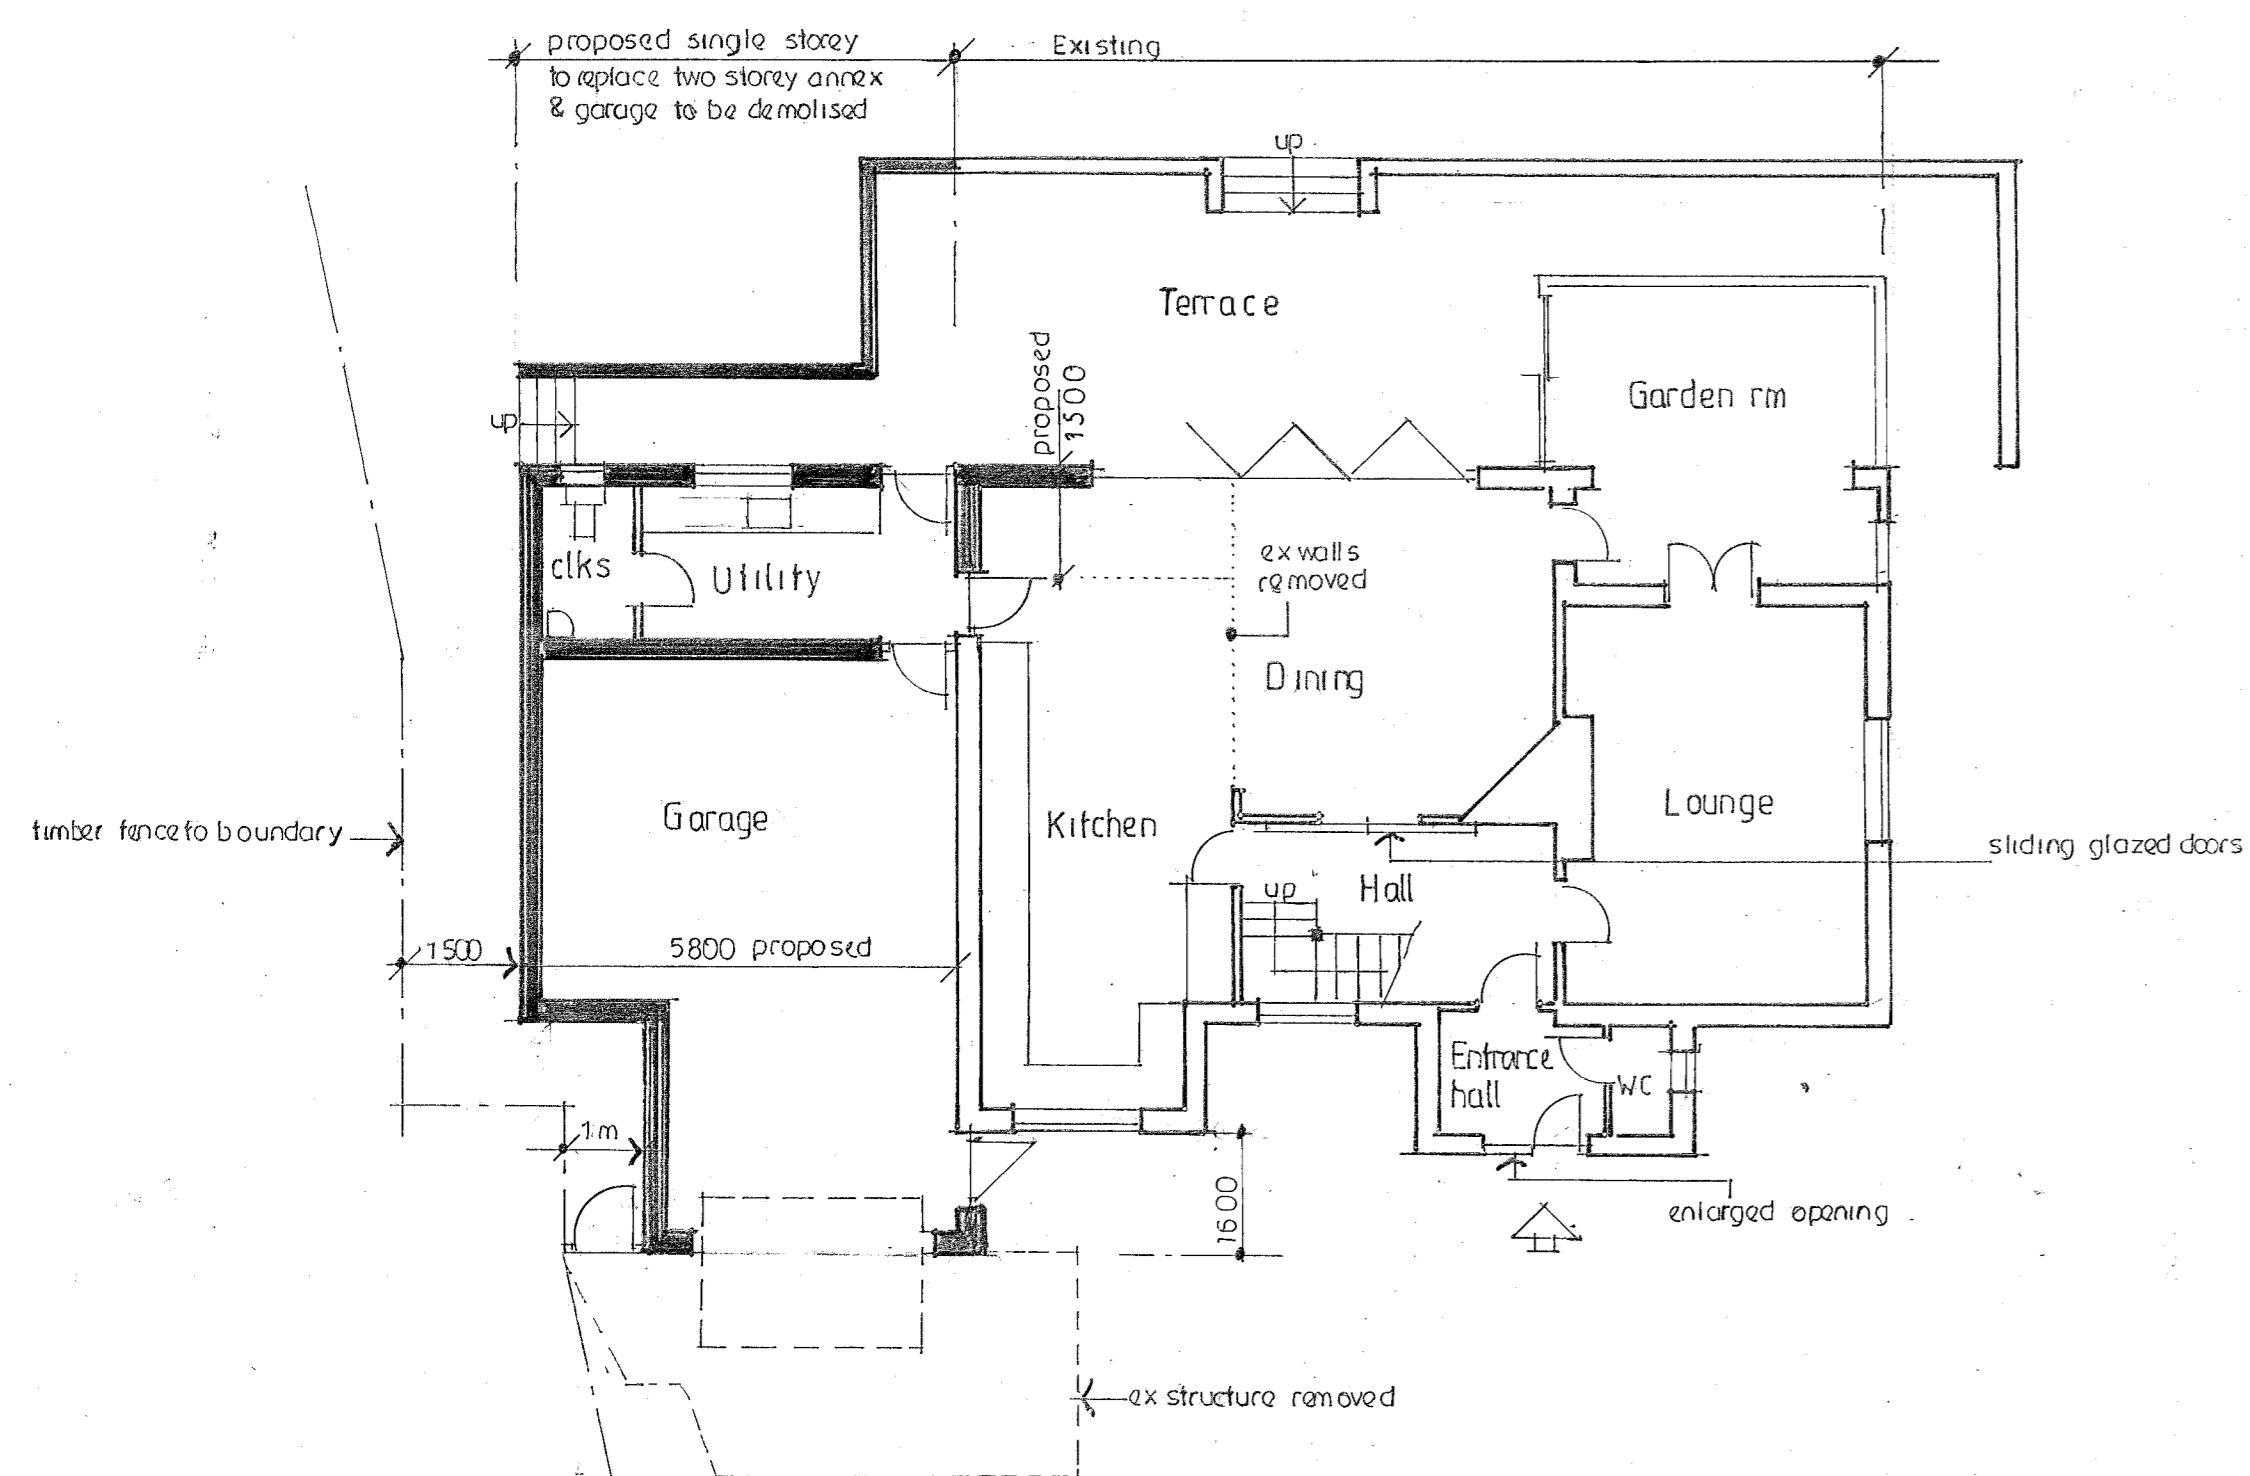 proposed single storey
to replace two storey annex
& garage to be demolised
Existing
up
Terrace
proposed
1500
Garden rm
up
clks
Utility
ex walls
removed
Dining
Garage
Kitchen
Lounge
timber fence to boundary
sliding glazed doors
Hall
up
1500
5800 proposed
Entrance
hall
WC
1m
1600
enlarged opening
ex structure removed